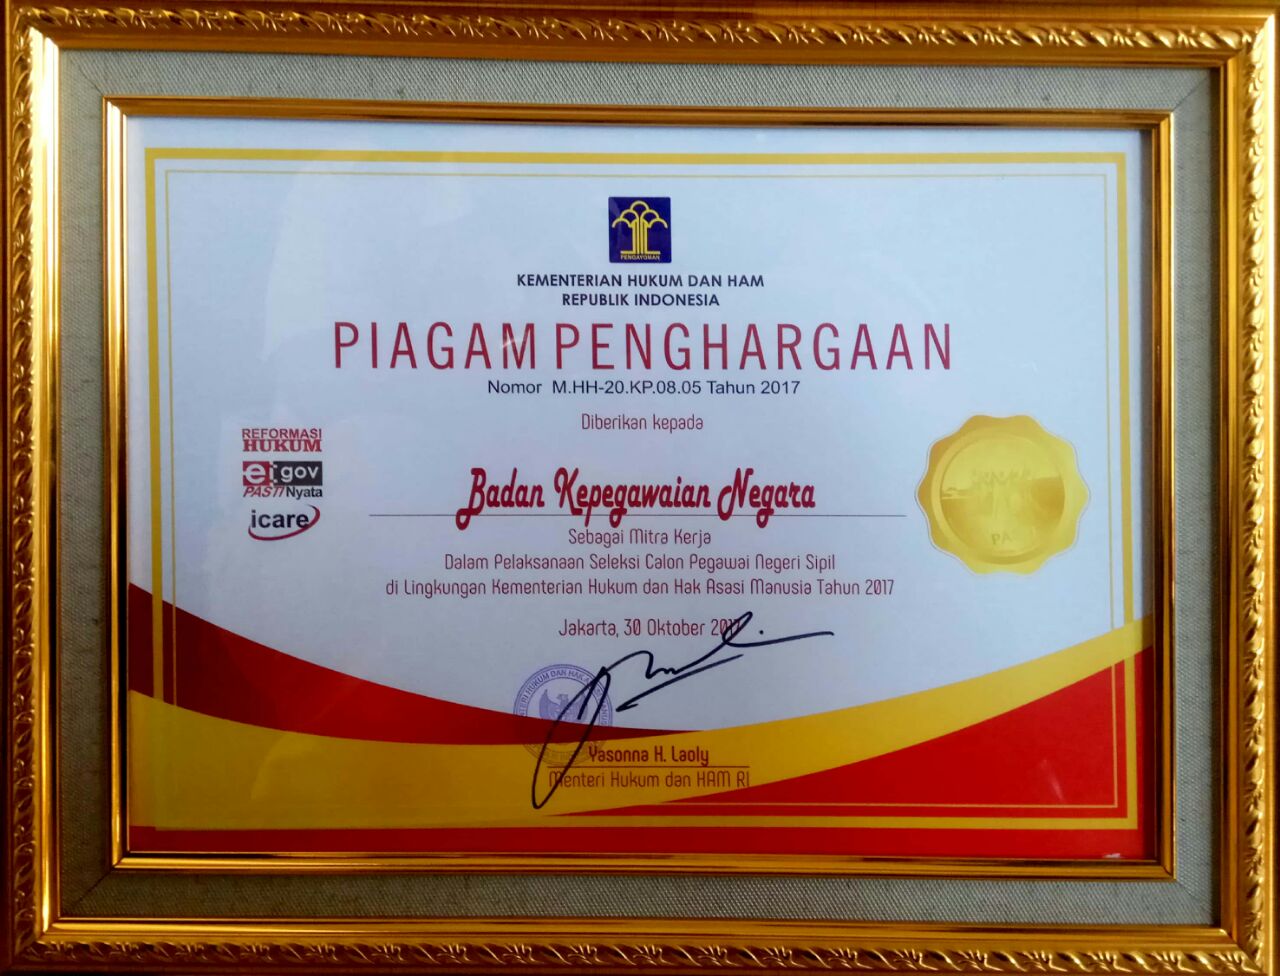 PENGAYOMAN
KEMENTERIAN HUKUM DAN HAM
REPUBLIK INDONESIA
PIAGAM PENGHARGAAN
Nomor M.HH-20.KP.08.05 Tahun 2017
Diberikan kepada
REFORMASI
HUKUM
e-gov
PASTI Nyata
icare
Badan Kepegawaian Negara
Sebagai Mitra Kerja
Dalam Pelaksanaan Seleksi Calon Pegawai Negeri Sipil
di Lingkungan Kementerian Hukum dan Hak Asasi Manusia Tahun 2017
Jakarta, 30 Oktober 2017
HUKUM DAN HAK
Yasonna H. Laoly
Menteri Hukum dan HAM RI